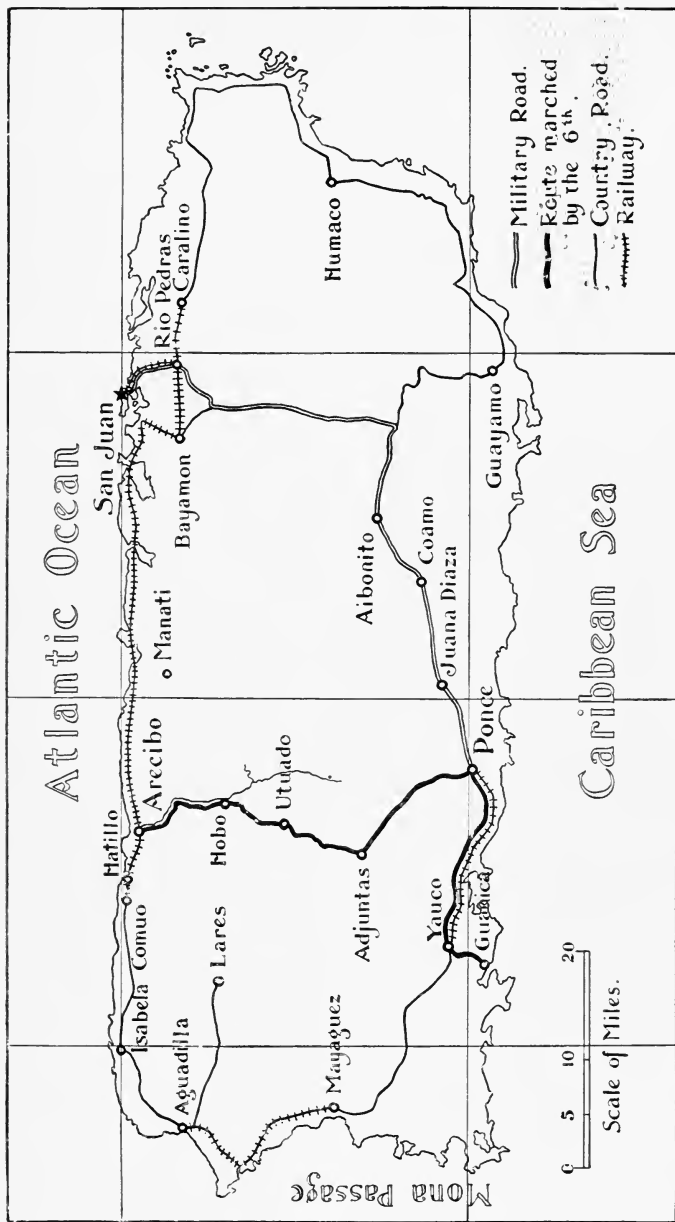 Atlantic Ocean
San Juan
Rio Pedras
Caralino
Bayamon
Manati
Arecibo
Hatillo
Comuo
Isabela
Aguadilla
Lares
Hobo
Utuado
Adjuntas
Mayaguez
Mona Passage
Yauco
Guanica
Ponce
Juana Diaza
Coamo
Aibonito
Guayamo
Humaco
Caribbean Sea
Military Road.
Route marched
by the 6th.
Country Road.
Railway.
0 5 10 20
Scale of Miles.